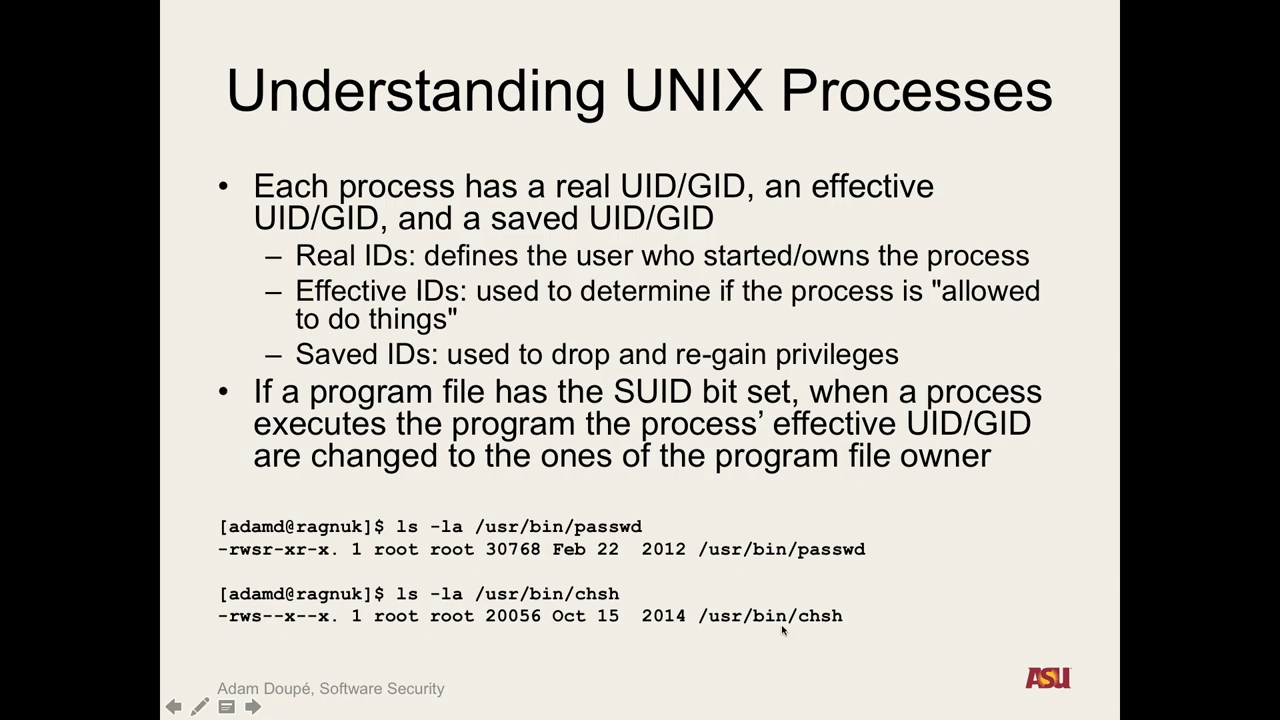 Understanding UNIX Processes
• Each process has a real UID/GID, an effective
UID/GID, and a saved UID/GID
– Real IDs: defines the user who started/owns the process
– Effective IDs: used to determine if the process is "allowed
to do things"
– Saved IDs: used to drop and re-gain privileges
• If a program file has the SUID bit set, when a process
executes the program the process’ effective UID/GID
are changed to the ones of the program file owner
[adamd@ragnuk]$ ls -la /usr/bin/passwd
-rwsr-xr-x. 1 root root 30768 Feb 22  2012 /usr/bin/passwd
[adamd@ragnuk]$ ls -la /usr/bin/chsh
-rws--x--x. 1 root root 20056 Oct 15  2014 /usr/bin/chsh
Adam Doupé, Software Security
ASU